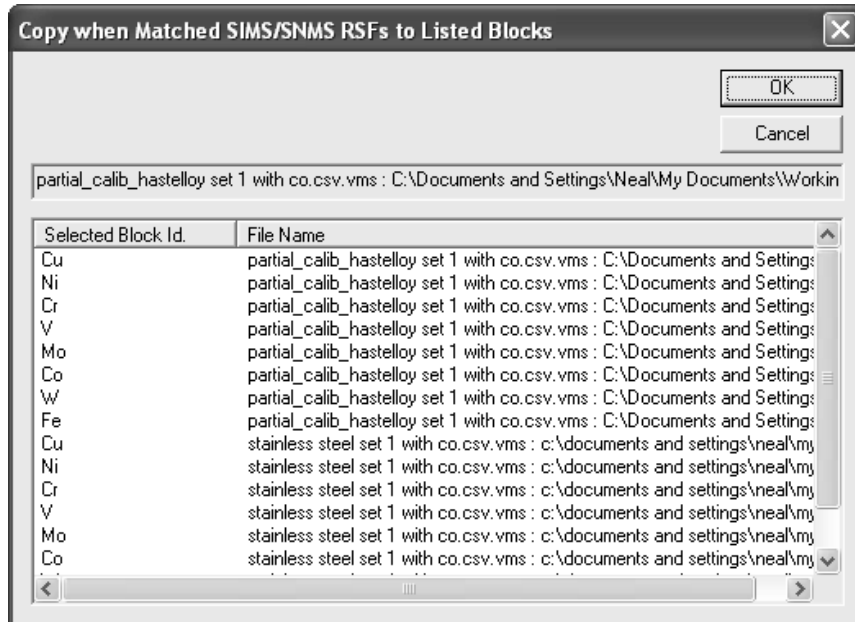 Copy when Matched SIMS/SNMS RSFs to Listed Blocks
OK
Cancel
partial_calib_hastelloy set 1 with co.csv.vms : C:\Documents and Settings\Neal\My Documents\Workin
Selected Block Id. File Name
Cu partial_calib_hastelloy set 1 with co.csv.vms : C:\Documents and Settings
Ni partial_calib_hastelloy set 1 with co.csv.vms : C:\Documents and Settings
Cr partial_calib_hastelloy set 1 with co.csv.vms : C:\Documents and Settings
V partial_calib_hastelloy set 1 with co.csv.vms : C:\Documents and Settings
Mo partial_calib_hastelloy set 1 with co.csv.vms : C:\Documents and Settings
Co partial_calib_hastelloy set 1 with co.csv.vms : C:\Documents and Settings
W partial_calib_hastelloy set 1 with co.csv.vms : C:\Documents and Settings
Fe partial_calib_hastelloy set 1 with co.csv.vms : C:\Documents and Settings
Cu stainless steel set 1 with co.csv.vms : c:\documents and settings\neal\my
Ni stainless steel set 1 with co.csv.vms : c:\documents and settings\neal\my
Cr stainless steel set 1 with co.csv.vms : c:\documents and settings\neal\my
V stainless steel set 1 with co.csv.vms : c:\documents and settings\neal\my
Mo stainless steel set 1 with co.csv.vms : c:\documents and settings\neal\my
Co stainless steel set 1 with co.csv.vms : c:\documents and settings\neal\my